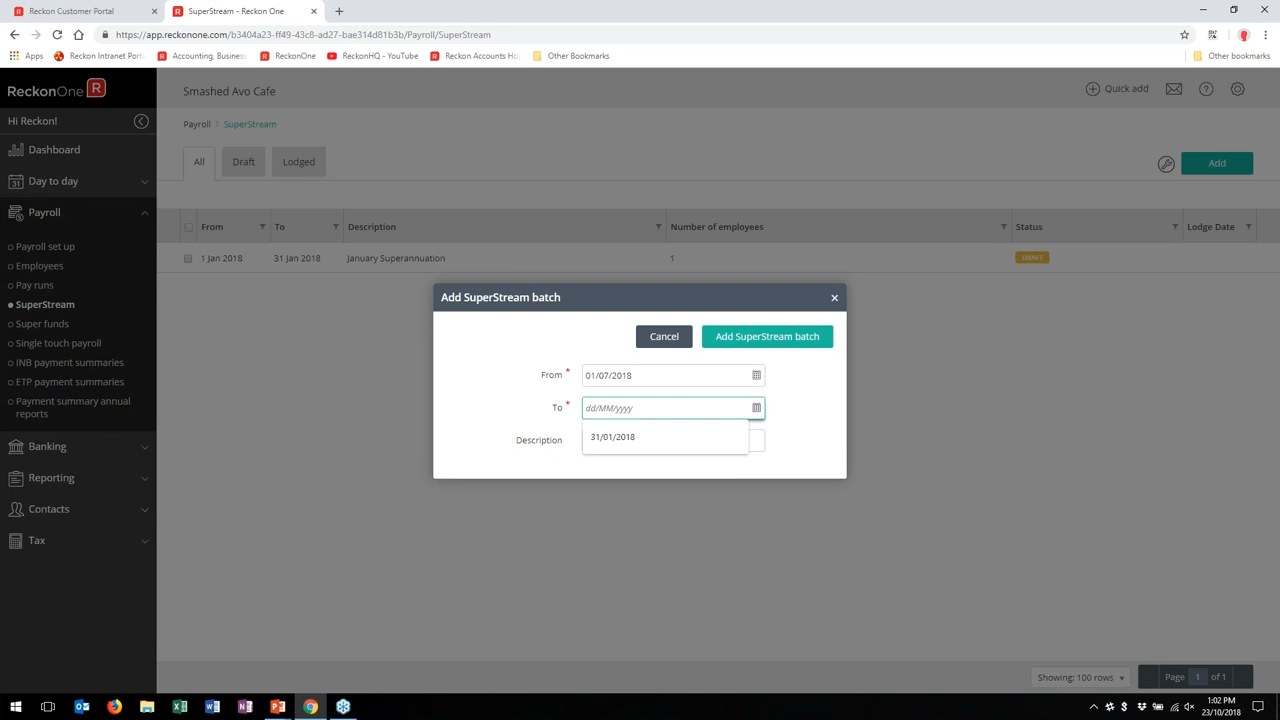 Reckon Customer Portal
SuperStream - Reckon One
https://app.reckonone.com/b3404a23-ff49-43c8-ad27-bae314d81b3b/Payroll/SuperStream
Apps
Reckon Intranet Port
Accounting, Busines
ReckonOne
ReckonHQ - YouTube
Reckon Accounts Ho
Other Bookmarks
Other bookmarks
ReckonOne R
Smashed Avo Cafe
Quick add
Hi Reckon!
Payroll > SuperStream
Dashboard
All
Draft
Lodged
Add
31 Day to day
Payroll
From
To
Description
Number of employees
Status
Lodge Date
Payroll set up
1 Jan 2018
31 Jan 2018
January Superannuation
1
DRAFT
Employees
Pay runs
SuperStream
Super funds
Single touch payroll
INB payment summaries
ETP payment summaries
Payment summary annual
reports
Banking
Reporting
Contacts
Tax
Add SuperStream batch
Cancel
Add SuperStream batch
From *
01/07/2018
To *
dd/MM/yyyy
31/01/2018
Description
Showing: 100 rows
Page 1 of 1
1:02 PM
23/10/2018